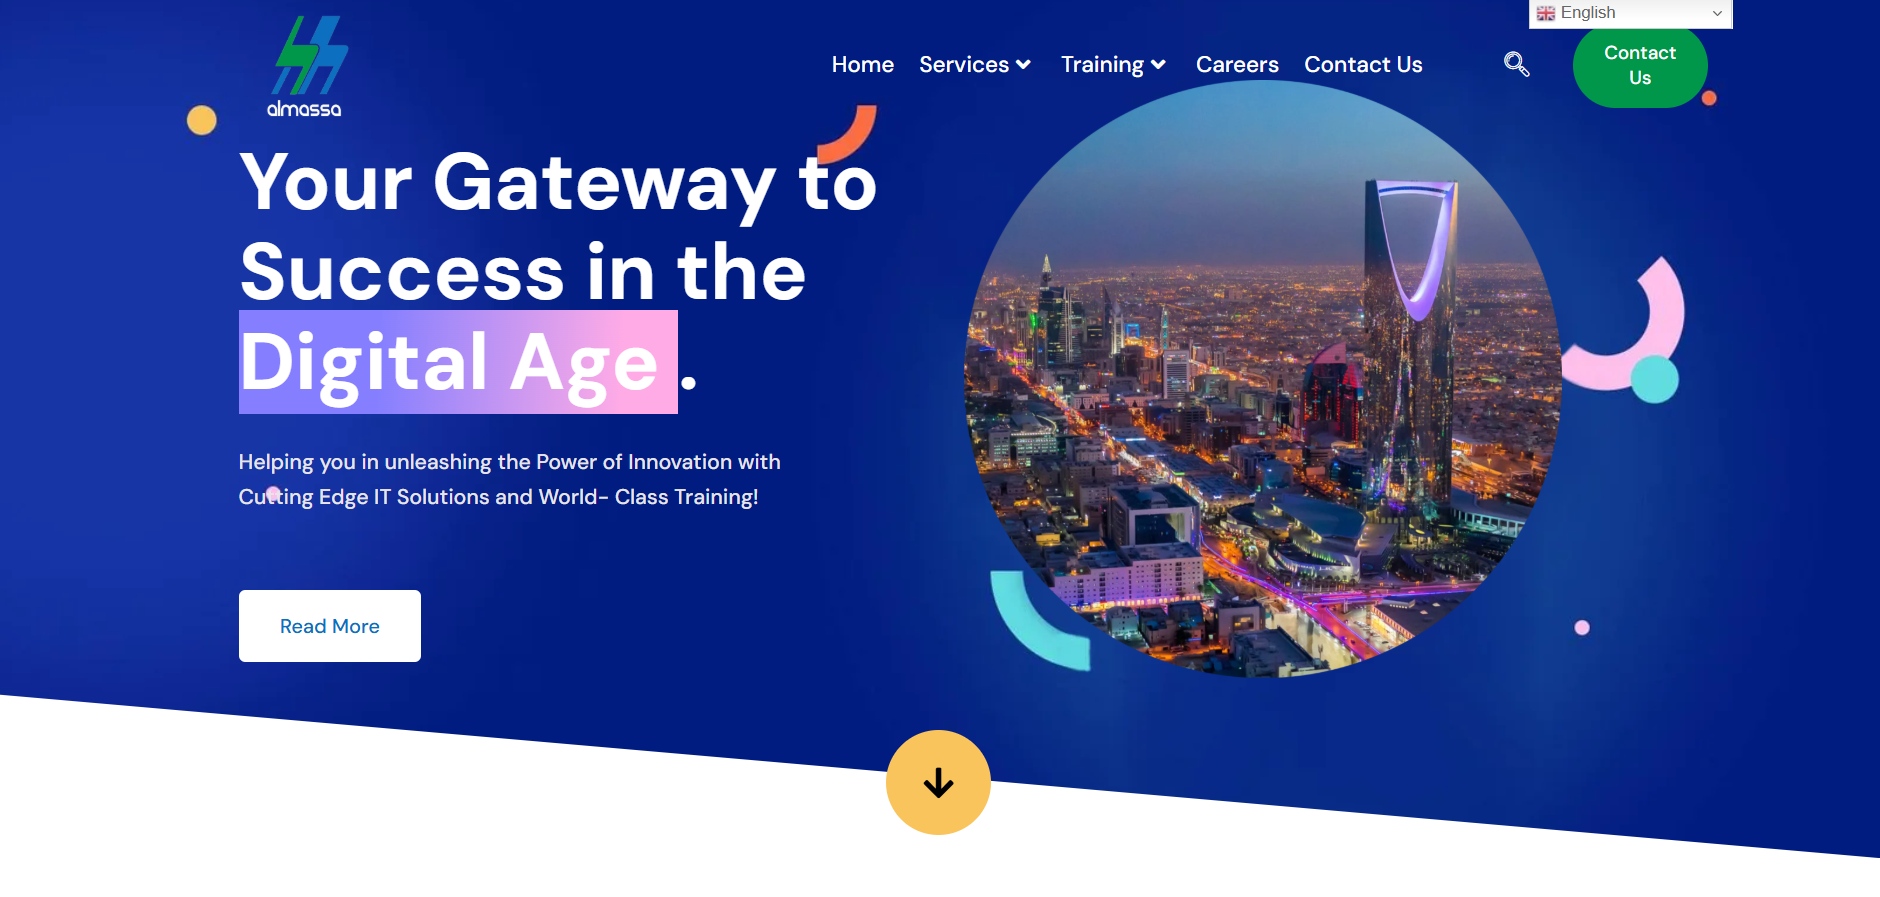 English
almassa
Home Services Training Careers Contact Us
Contact
Us
Your Gateway to
Success in the
Digital Age .
Helping you in unleashing the Power of Innovation with
Cutting Edge IT Solutions and World- Class Training!
Read More